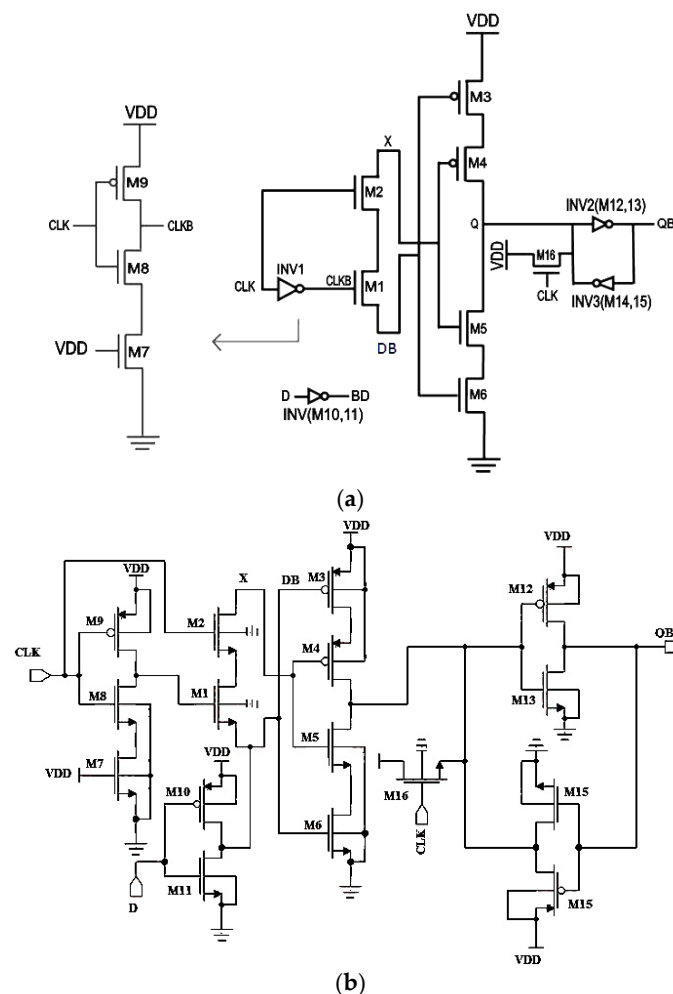 VDD
M3
VDD
X
M4
M9
M2
Q
INV2(M12,13)
QB
CLK
CLKB
VDD
M16
INV1
M8
CLK
CLKB
M1
CLK
INV3(M14,15)
M5
VDD
M7
DB
D
BD
M6
INV(M10,11)
(a)
VDD
VDD
VDD
X
DB
M3
M12
M9
M2
CLK
M4
QB
M8
M1
M13
VDD
M5
M7
VDD
M10
M16
M15
M6
CLK
M11
M15
D
VDD
(b)